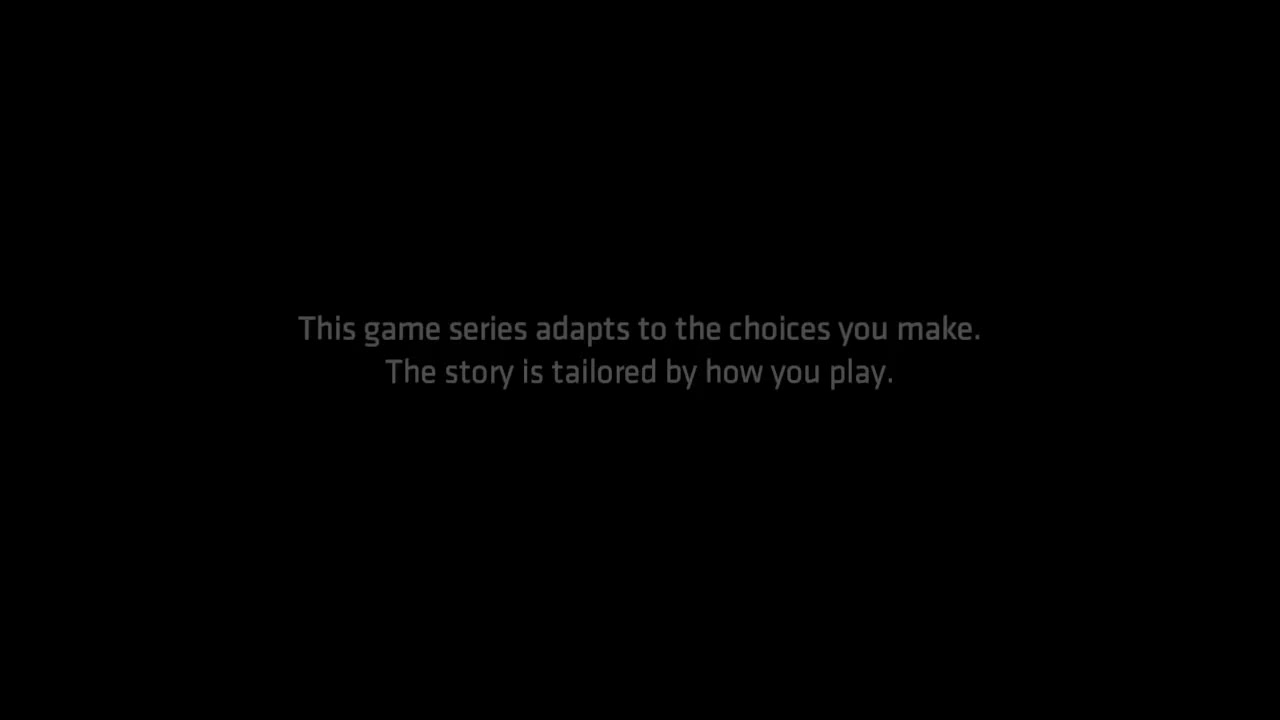 This game series adapts to the choices you make.
The story is tailored by how you play.